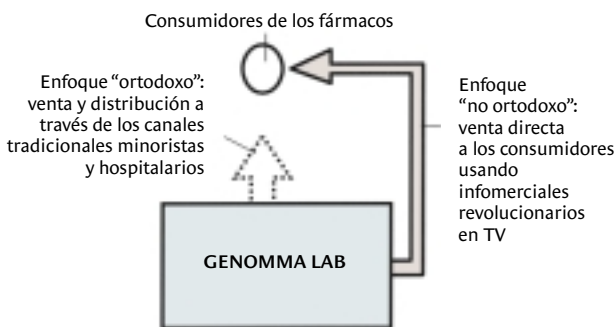 Consumidores de los fármacos
Enfoque “ortodoxo”:
venta y distribución a
través de los canales
tradicionales minoristas
y hospitalarios
Enfoque
“no ortodoxo”:
venta directa
a los consumidores
usando
infomerciales
revolucionarios
en TV
GENOMMA LAB